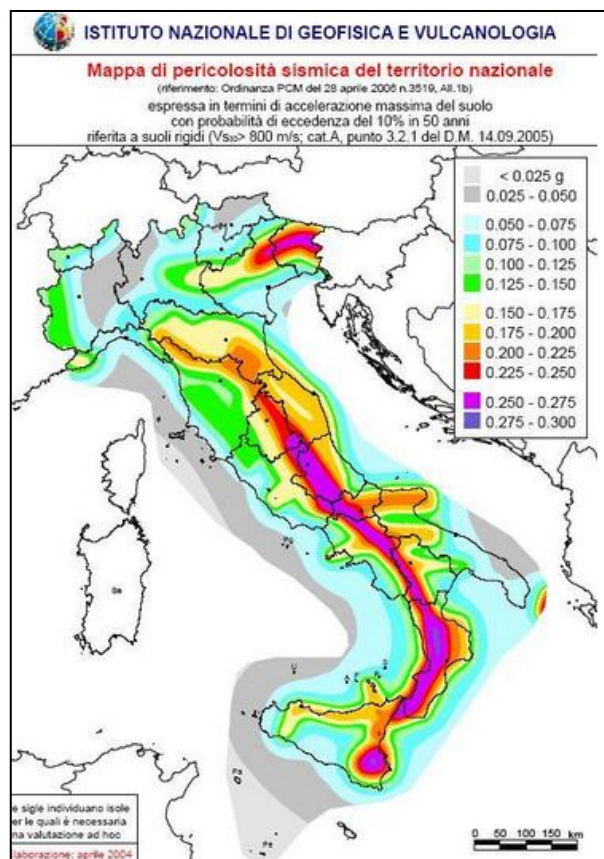 ISTITUTO NAZIONALE DI GEOFISICA E VULCANOLOGIA
Mappa di pericolosità sismica del territorio nazionale
(riferimento: Ordinanza PCM del 28 aprile 2006 n.3519, All.1b)
espressa in termini di accelerazione massima del suolo
con probabilità di eccedenza del 10% in 50 anni
riferita a suoli rigidi (Vs30> 800 m/s; cat.A, punto 3.2.1 del D.M. 14.09.2005)
< 0.025 g
0.025 - 0.050
0.050 - 0.075
0.075 - 0.100
0.100 - 0.125
0.125 - 0.150
0.150 - 0.175
0.175 - 0.200
0.200 - 0.225
0.225 - 0.250
0.250 - 0.275
0.275 - 0.300
U
Pe
e sigle individuano isole
er le quali è necessaria
na valutazione ad hoc
laborazione: aprile 2004
0 50 100 150 km